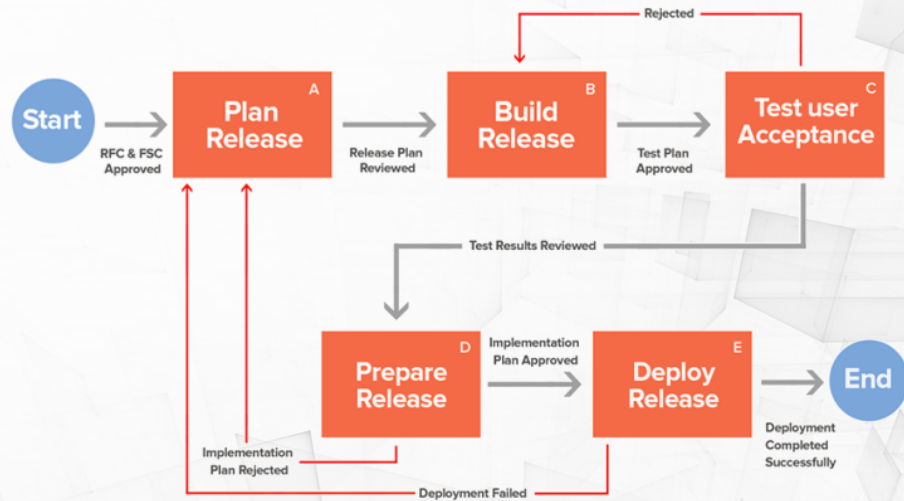 Rejected
A
Plan
Release
B
Build
Release
C
Test user
Acceptance
Start
RFC & FSC
Approved
Release Plan
Reviewed
Test Plan
Approved
Test Results Reviewed
D
Prepare
Release
Implementation
Plan Approved
E
Deploy
Release
End
Deployment
Completed
Successfully
Implementation
Plan Rejected
Deployment Failed